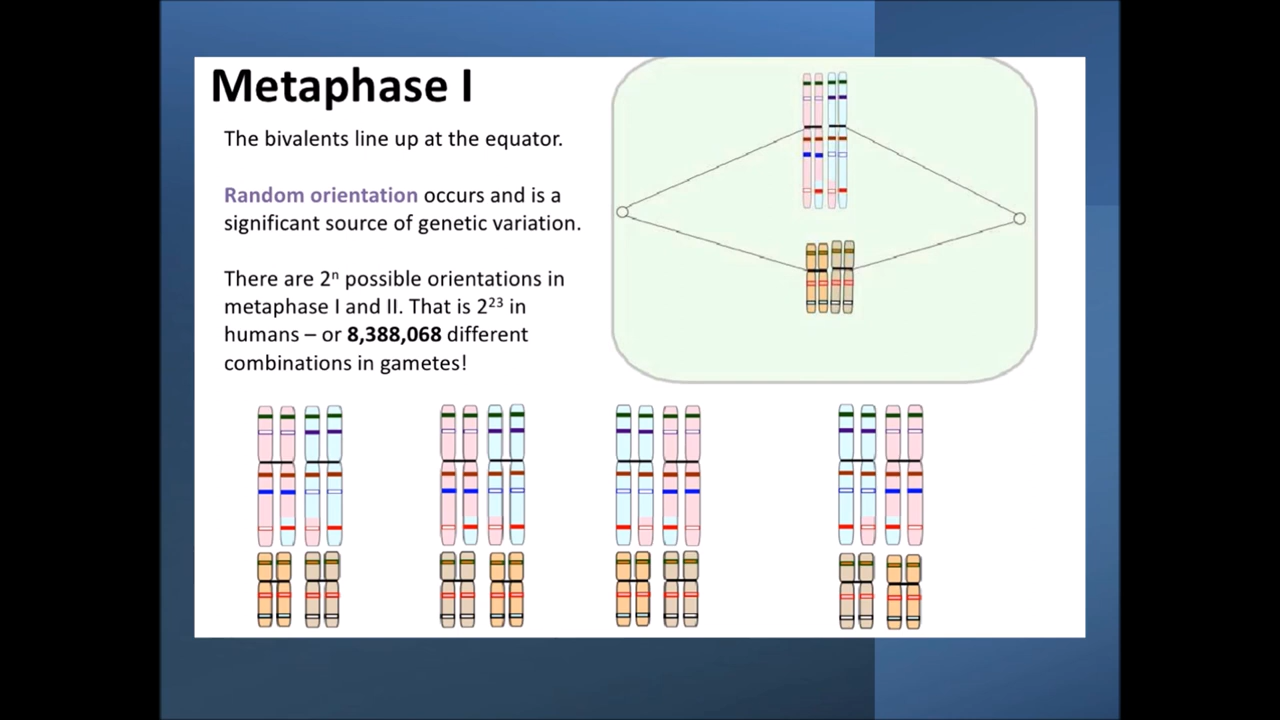 Metaphase I
The bivalents line up at the equator.
Random orientation occurs and is a
significant source of genetic variation.
There are 2ⁿ possible orientations in
metaphase I and II. That is 2²³ in
humans – or 8,388,068 different
combinations in gametes!